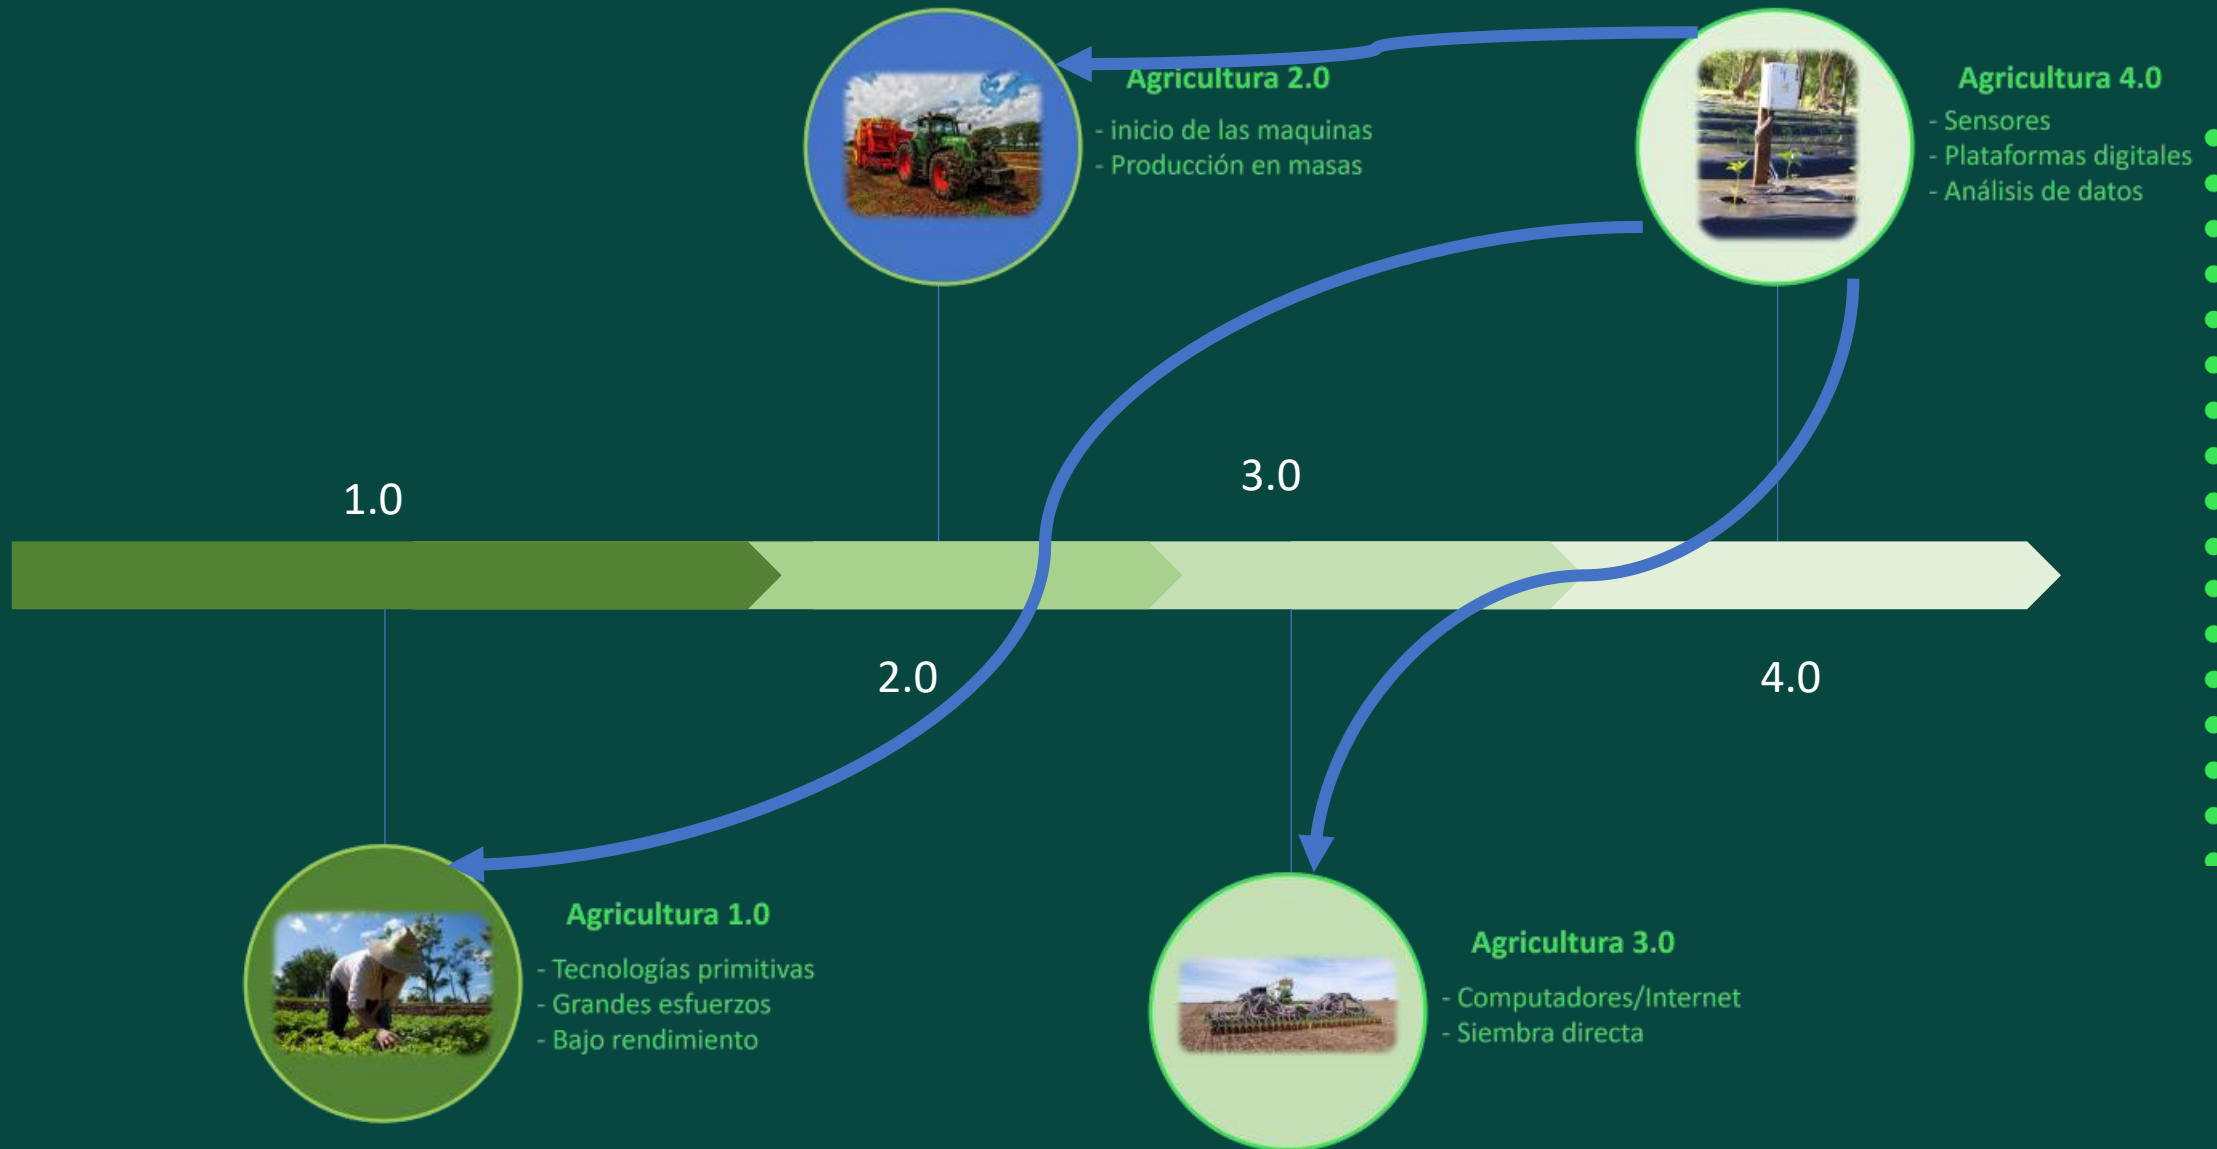 Agricultura 2.0
- inicio de las maquinas
- Producción en masas
Agricultura 4.0
- Sensores
- Plataformas digitales
- Análisis de datos
1.0
3.0
2.0
4.0
Agricultura 1.0
- Tecnologías primitivas
- Grandes esfuerzos
- Bajo rendimiento
Agricultura 3.0
- Computadores/Internet
- Siembra directa